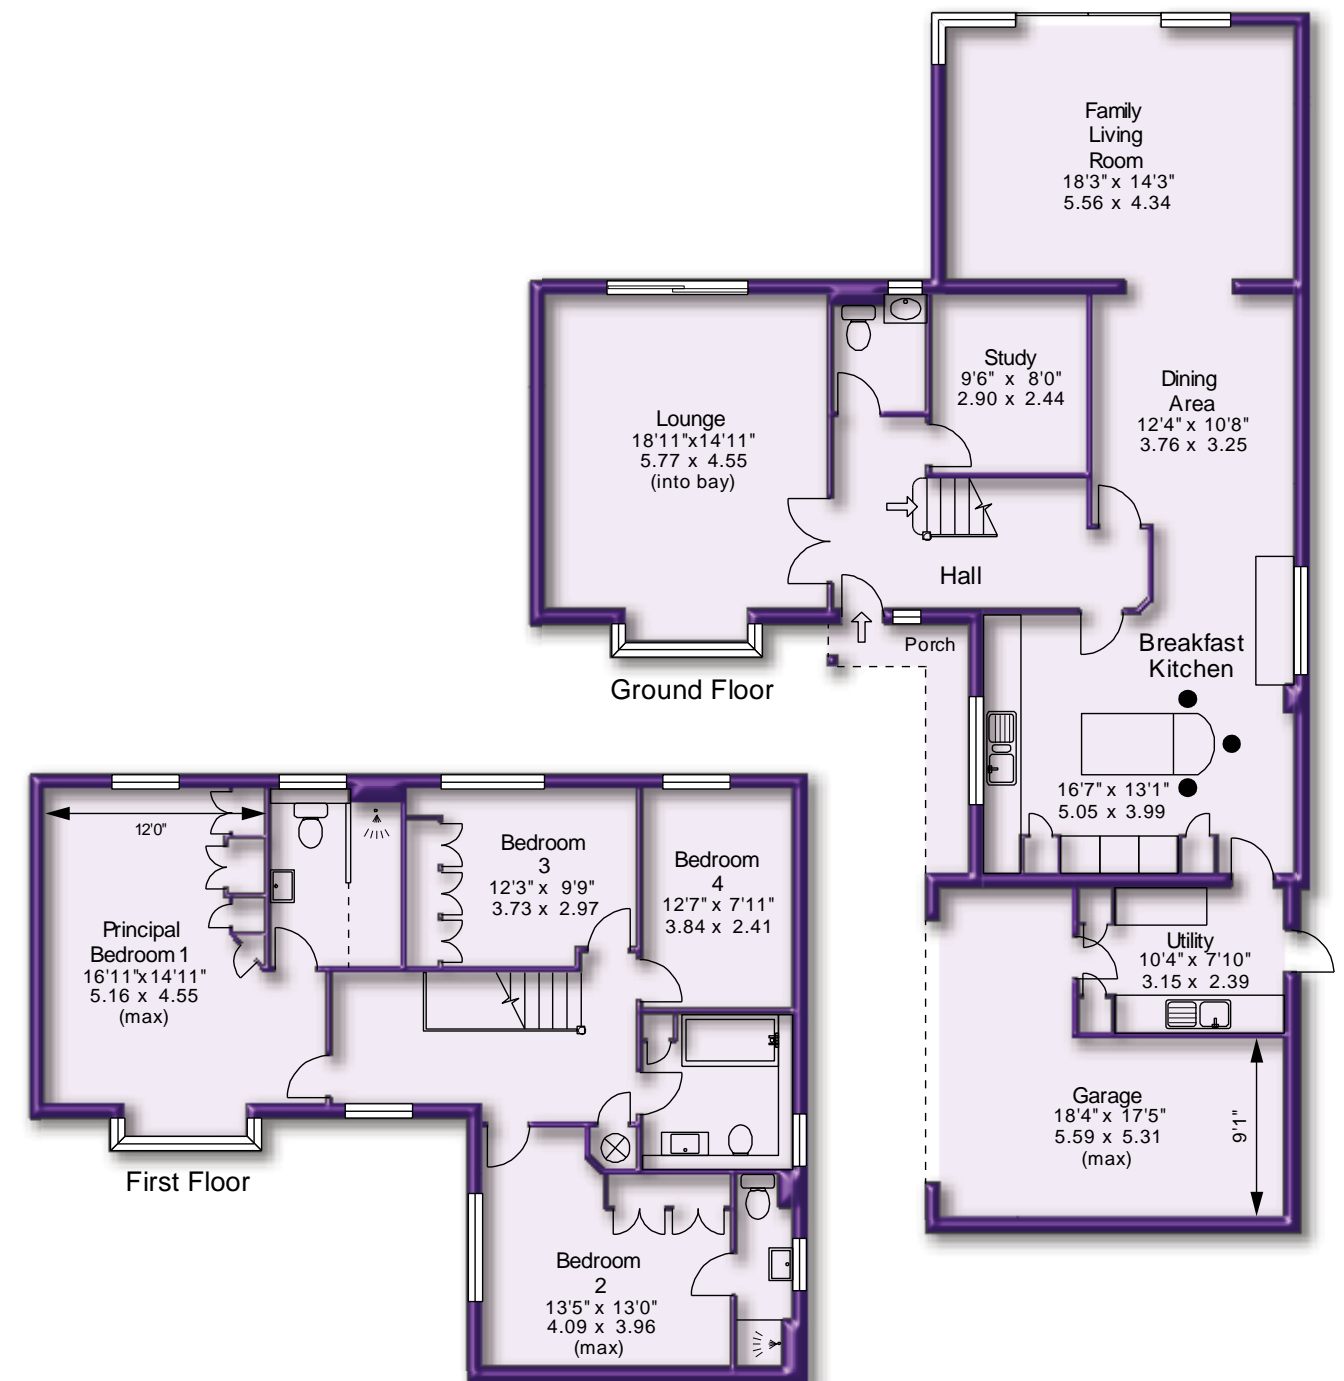 Family
Living
Room
18'3" x 14'3"
5.56 x 4.34
Study
9'6" x 8'0"
2.90 x 2.44
Dining
Area
12'4" x 10'8"
3.76 x 3.25
Lounge
18'11"x14'11"
5.77 x 4.55
(into bay)
Hall
Porch
Breakfast
Kitchen
16'7" x 13'1"
5.05 x 3.99
Ground Floor
Utility
10'4" x 7'10"
3.15 x 2.39
Garage
18'4" x 17'5"
5.59 x 5.31
(max)
9'1"
12'0"
Principal
Bedroom 1
16'11"x14'11"
5.16 x 4.55
(max)
Bedroom
3
12'3" x 9'9"
3.73 x 2.97
Bedroom
4
12'7" x 7'11"
3.84 x 2.41
First Floor
Bedroom
2
13'5" x 13'0"
4.09 x 3.96
(max)